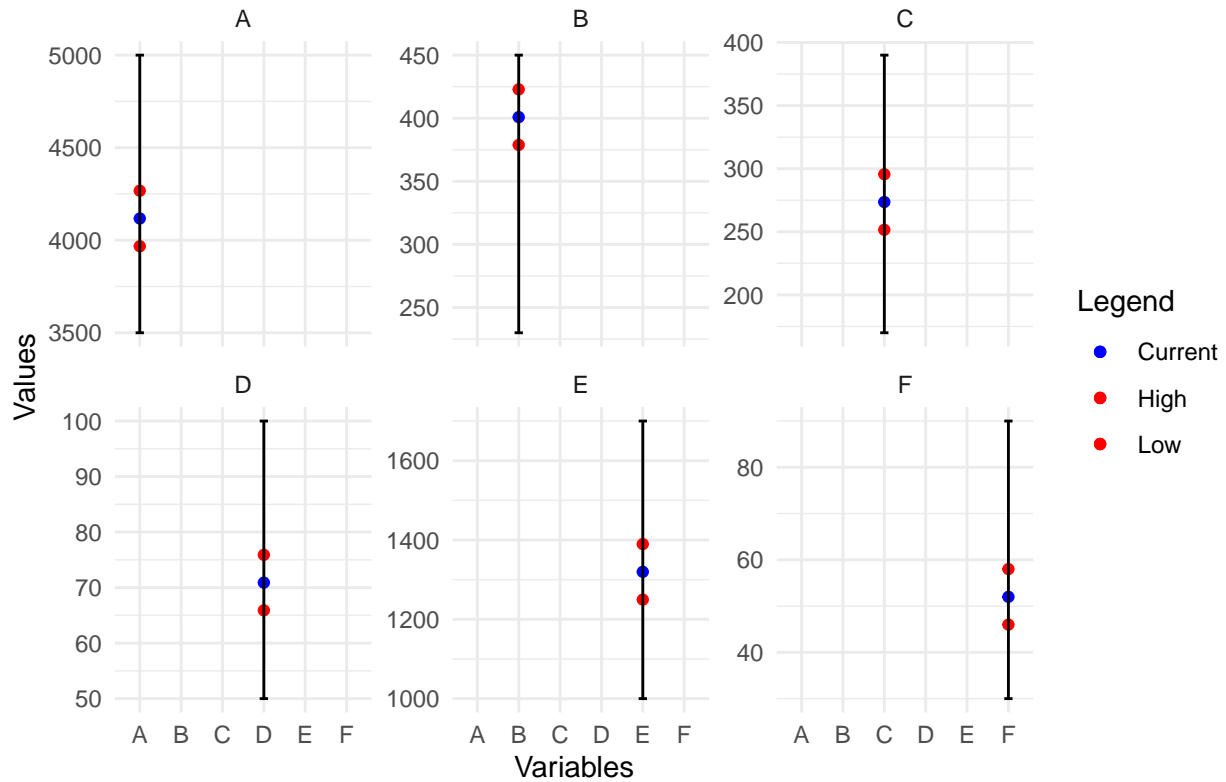 A
B
C
5000
4500
4000
3500
450
400
350
300
250
400
350
300
250
200
Values
D
E
F
100
90
80
70
60
50
1600
1400
1200
1000
80
60
40
A B C D E F
A B C D E F
A B C D E F
Variables
Legend
Current
High
Low